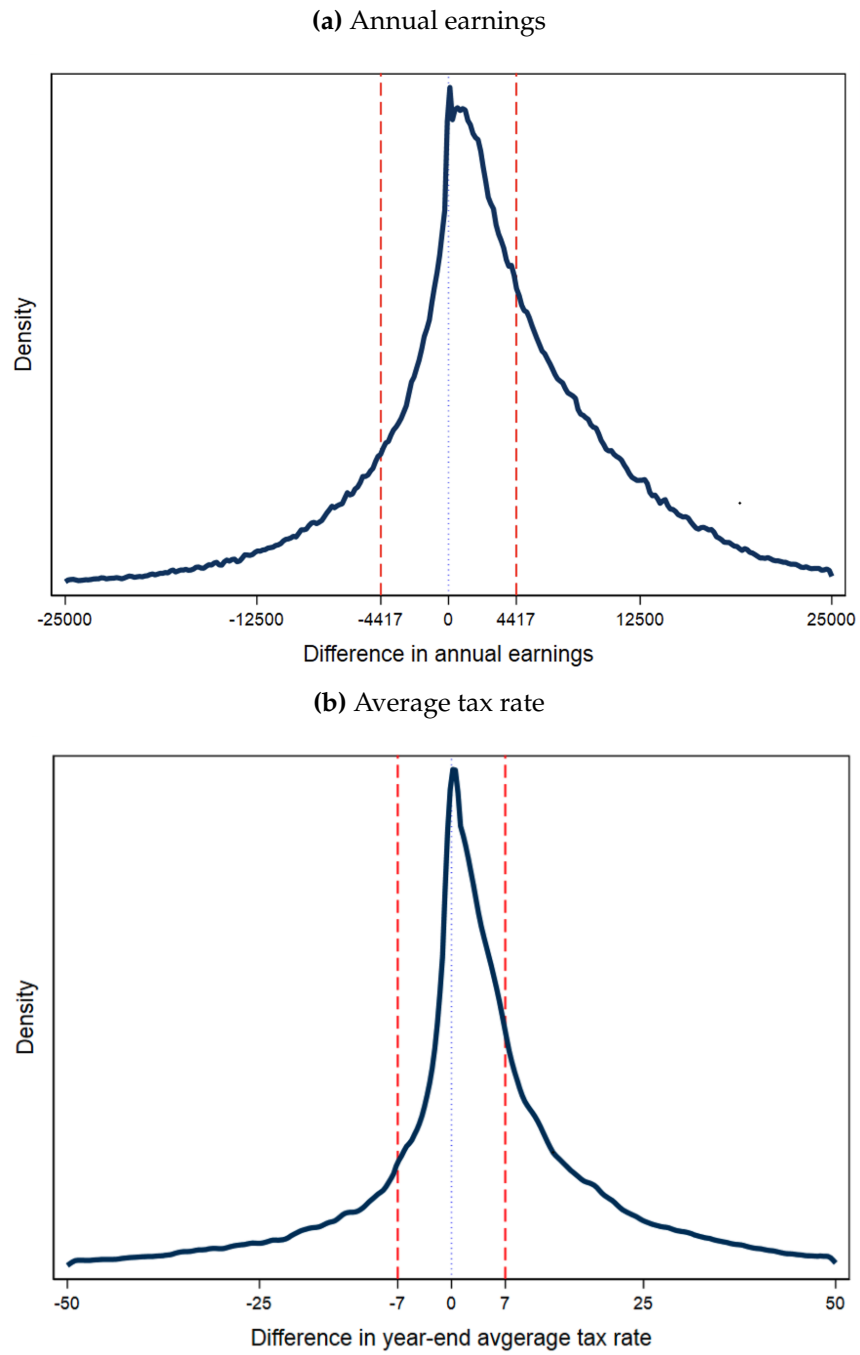 (a) Annual earnings
Density
-25000 -12500 -4417 0 4417 12500 25000
Difference in annual earnings
(b) Average tax rate
Density
-50 -25 -7 0 7 25 50
Difference in year-end avgerage tax rate